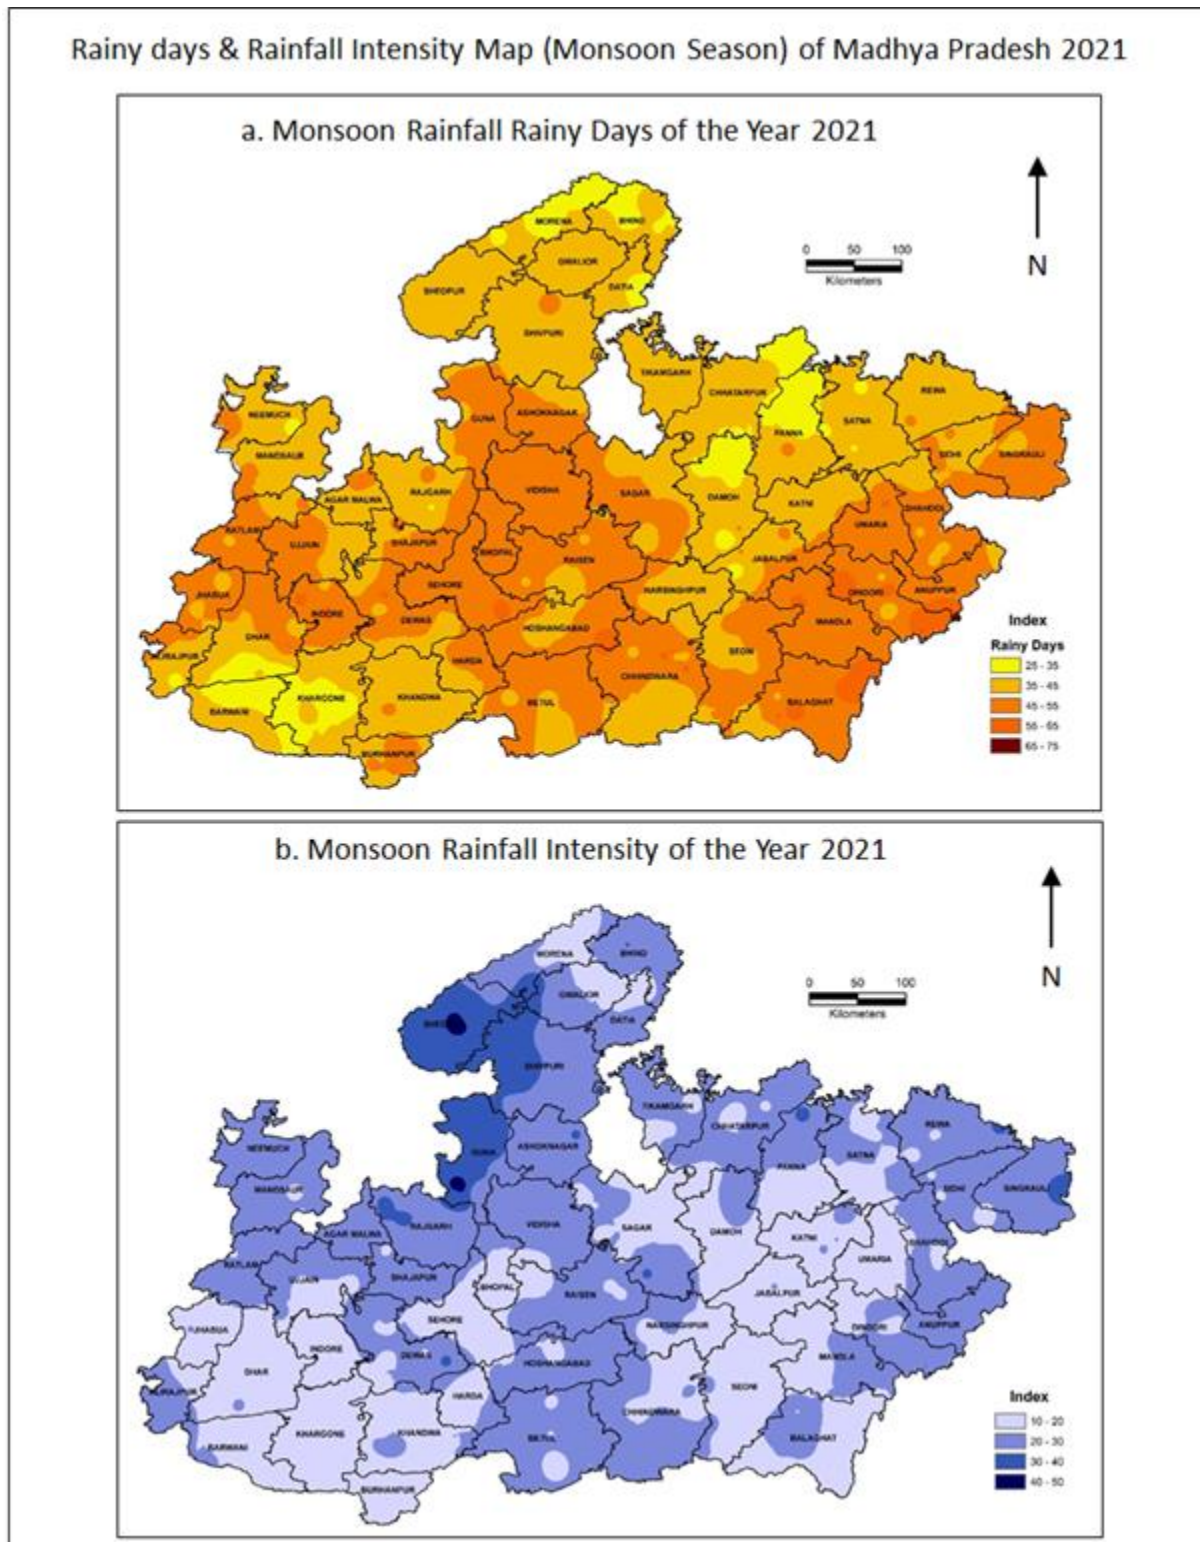 Rainy days & Rainfall Intensity Map (Monsoon Season) of Madhya Pradesh 2021
a. Monsoon Rainfall Rainy Days of the Year 2021
N
0 50 100
Kilometers
MORENA
BHIND
GWALIOR
SHEOPUR
DATIA
SHIVPURI
TIKAMGARH
CHHATARPUR
REWA
NEEMUCH
GUNA
ASHOKNAGAR
PANNA
SATNA
MANDSAUR
SIDHI
SINGRAULI
AGAR MALWA
RAJGARH
VIDISHA
SAGAR
DAMOH
KATNI
SHAHDOL
RATLAM
UJJAIN
SHAJAPUR
BHOPAL
RAISEN
JABALPUR
UMARIA
JHABUA
SEHORE
NARSINGHPUR
DINDORI
ANUPPUR
INDORE
DEWAS
HOSHANGABAD
MANDLA
DHAR
SEONI
ALIRAJPUR
HARDA
CHHINDWARA
BARWANI
KHARGONE
KHANDWA
BETUL
BALAGHAT
BURHANPUR
Index
Rainy Days
25 - 35
35 - 45
45 - 55
55 - 65
65 - 75
b. Monsoon Rainfall Intensity of the Year 2021
N
0 50 100
Kilometers
MORENA
BHIND
GWALIOR
DATIA
SHIVPURI
TIKAMGARH
CHHATARPUR
REWA
NEEMUCH
GUNA
ASHOKNAGAR
PANNA
SATNA
MANDSAUR
SIDHI
SINGRAULI
AGAR MALWA
RAJGARH
VIDISHA
SAGAR
DAMOH
KATNI
SHAHDOL
RATLAM
UJJAIN
SHAJAPUR
BHOPAL
RAISEN
JABALPUR
UMARIA
JHABUA
SEHORE
NARSINGHPUR
DINDORI
ANUPPUR
INDORE
DEWAS
HOSHANGABAD
MANDLA
DHAR
SEONI
ALIRAJPUR
HARDA
CHHINDWARA
BARWANI
KHARGONE
KHANDWA
BETUL
BALAGHAT
BURHANPUR
Index
10 - 20
20 - 30
30 - 40
40 - 50